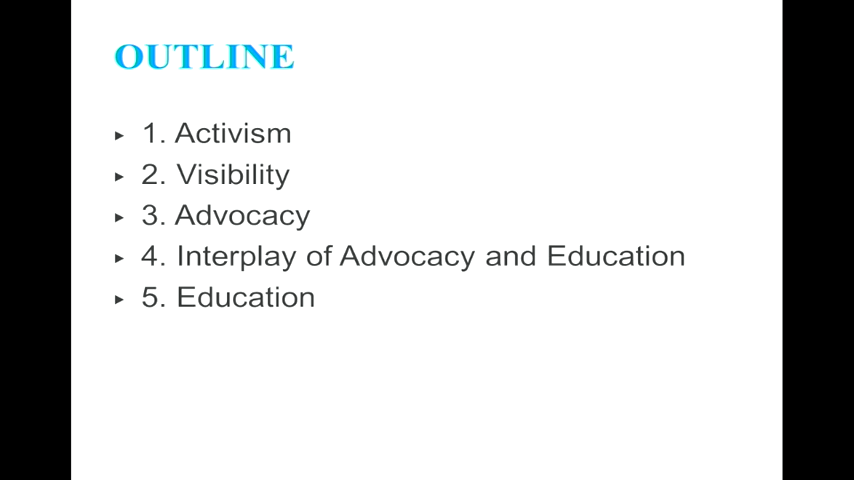 OUTLINE
▸ 1. Activism
▸ 2. Visibility
▸ 3. Advocacy
▸ 4. Interplay of Advocacy and Education
▸ 5. Education